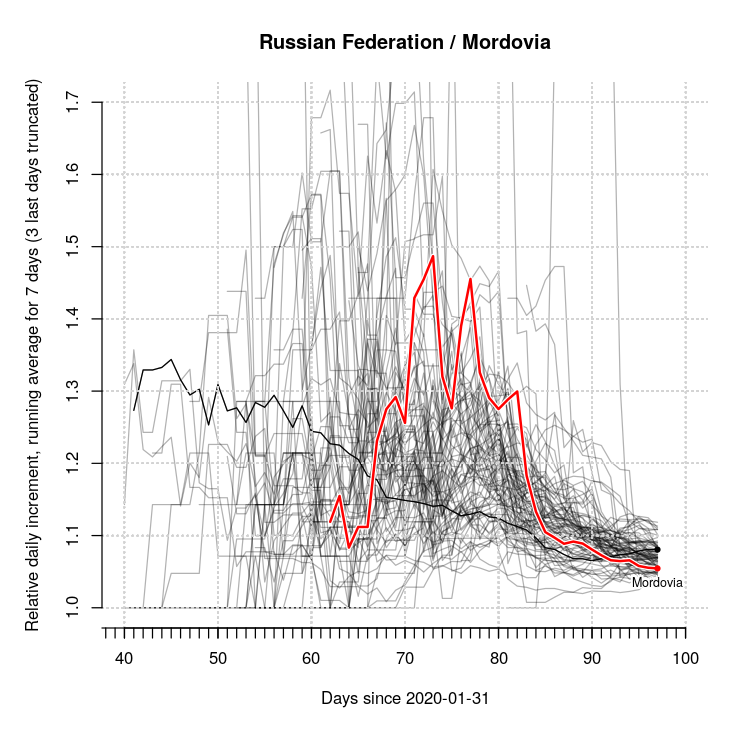 Russian Federation / Mordovia
Relative daily increment, running average for 7 days (3 last days truncated)
1.7
1.6
1.5
1.4
1.3
1.2
1.1
1.0
Mordovia
40 50 60 70 80 90 100
Days since 2020-01-31